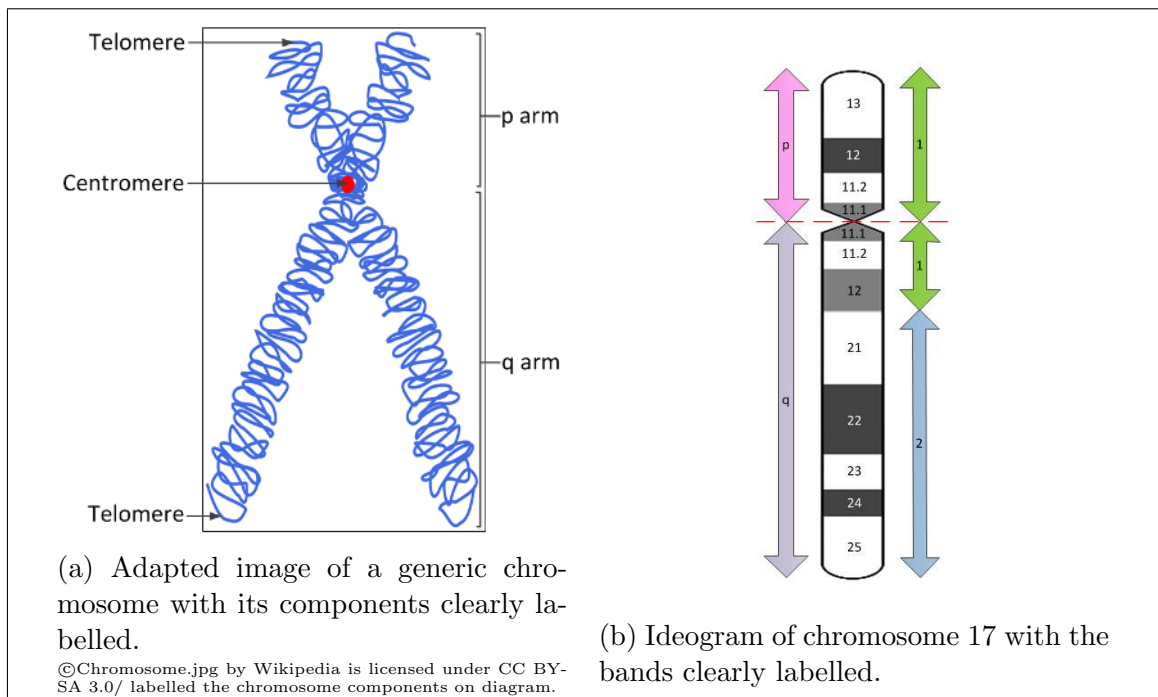 Telomere
p arm
Centromere
q arm
Telomere
(a) Adapted image of a generic chro-
mosome with its components clearly la-
belled.
©Chromosome.jpg by Wikipedia is licensed under CC BY-
SA 3.0/ labelled the chromosome components on diagram.
p
q
13
12
11.2
11.1
11.1
11.2
12
21
22
23
24
25
1
1
2
(b) Ideogram of chromosome 17 with the
bands clearly labelled.